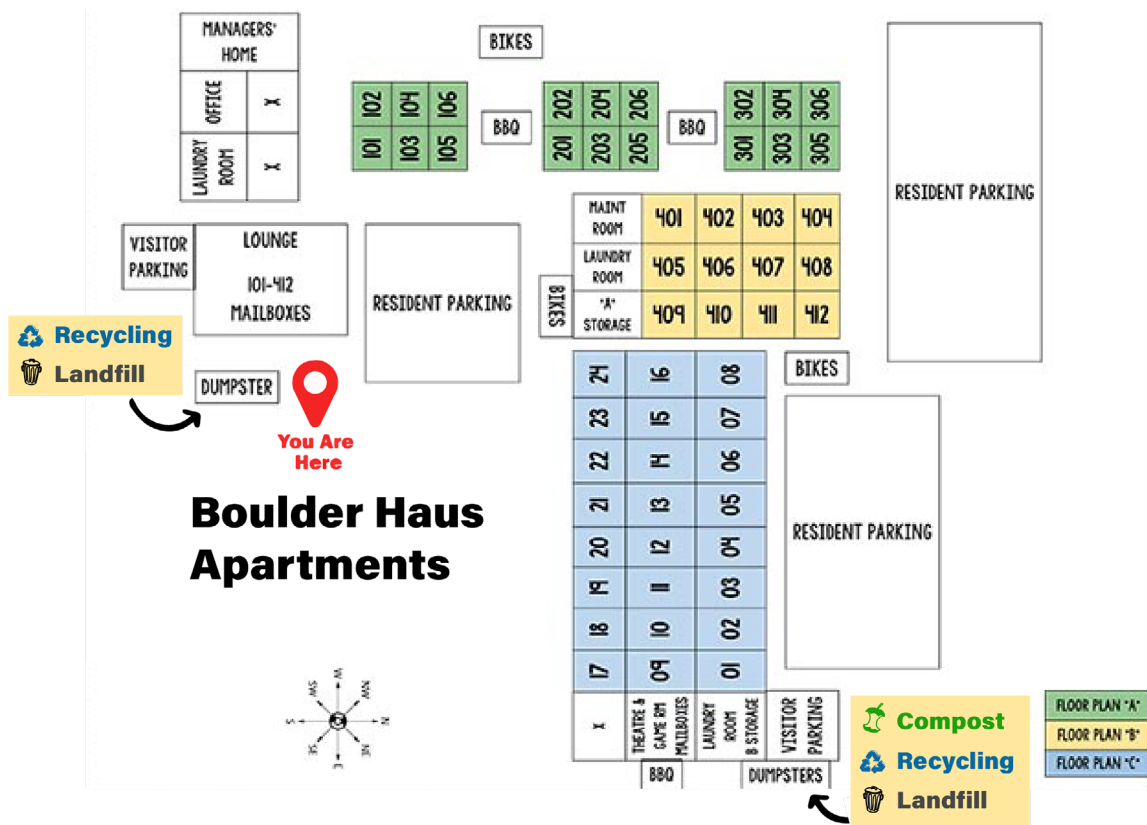 MANAGERS'
HOME
OFFICE
X
LAUNDRY
ROOM
X
BIKES
102 104 106
101 103 105
BBQ
202 204 206
201 203 205
BBQ
302 304 306
301 303 305
RESIDENT PARKING
VISITOR
PARKING
LOUNGE
101-412
MAILBOXES
RESIDENT PARKING
BIKES
MAINT
ROOM
401 402 403 404
LAUNDRY
ROOM
405 406 407 408
"A"
STORAGE
409 410 411 412
Recycling
Landfill
DUMPSTER
You Are
Here
Boulder Haus
Apartments
24 16 08
23 15 07
22 14 06
21 13 05
20 12 04
19 11 03
18 10 02
17 09 01
X
THEATRE &
GAME RM
MAILBOXES
LAUNDRY
ROOM
B STORAGE
VISITOR
PARKING
BIKES
RESIDENT PARKING
BBQ
DUMPSTERS
W
NW
N
NE
E
SE
S
SW
Compost
Recycling
Landfill
FLOOR PLAN "A"
FLOOR PLAN "B"
FLOOR PLAN "C"